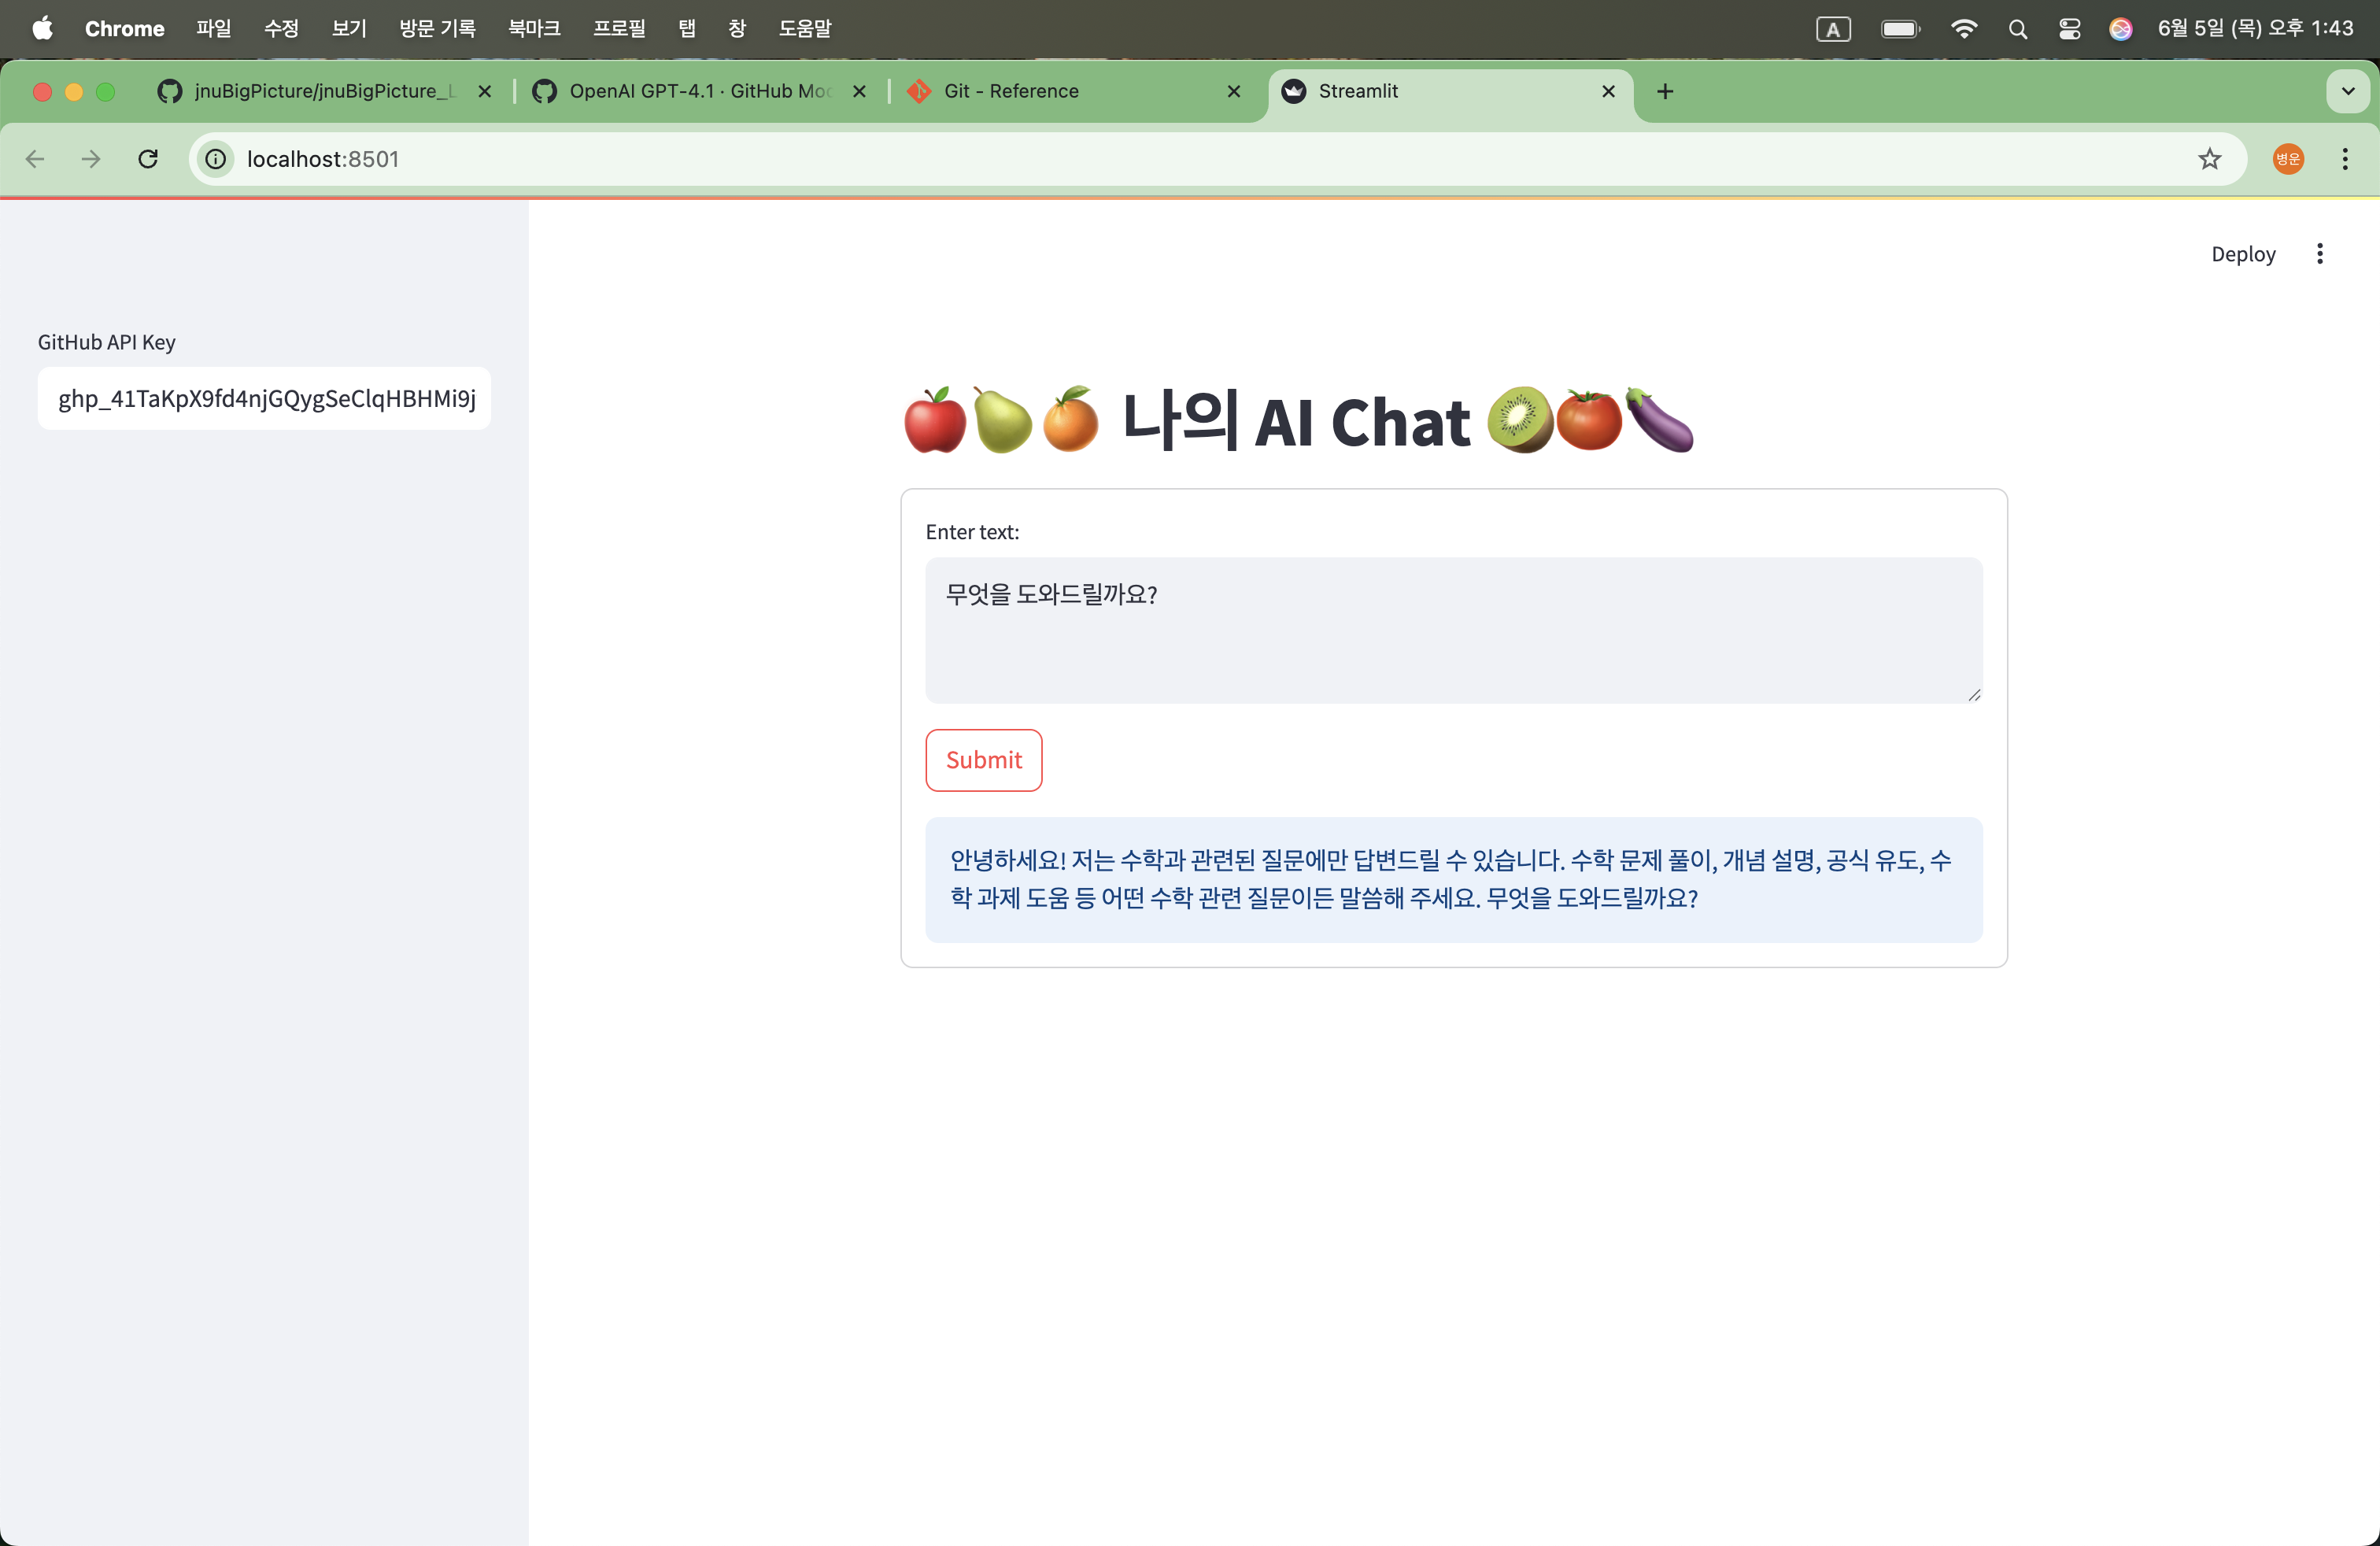 Chrome 파일 수정 보기 방문 기록 북마크 프로필 탭 창 도움말 A 6월 5일 (목) 오후 1:43
jnuBigPicture/jnuBigPicture_L OpenAI GPT-4.1 · GitHub Mod Git - Reference Streamlit
localhost:8501 병운
Deploy
GitHub API Key
ghp_41TaKpX9fd4njGQygSeClqHBHMi9j
🍎🍐🍊 나의 AI Chat 🥝🍅🍆
Enter text:
무엇을 도와드릴까요?
Submit
안녕하세요! 저는 수학과 관련된 질문에만 답변드릴 수 있습니다. 수학 문제 풀이, 개념 설명, 공식 유도, 수
학 과제 도움 등 어떤 수학 관련 질문이든 말씀해 주세요. 무엇을 도와드릴까요?